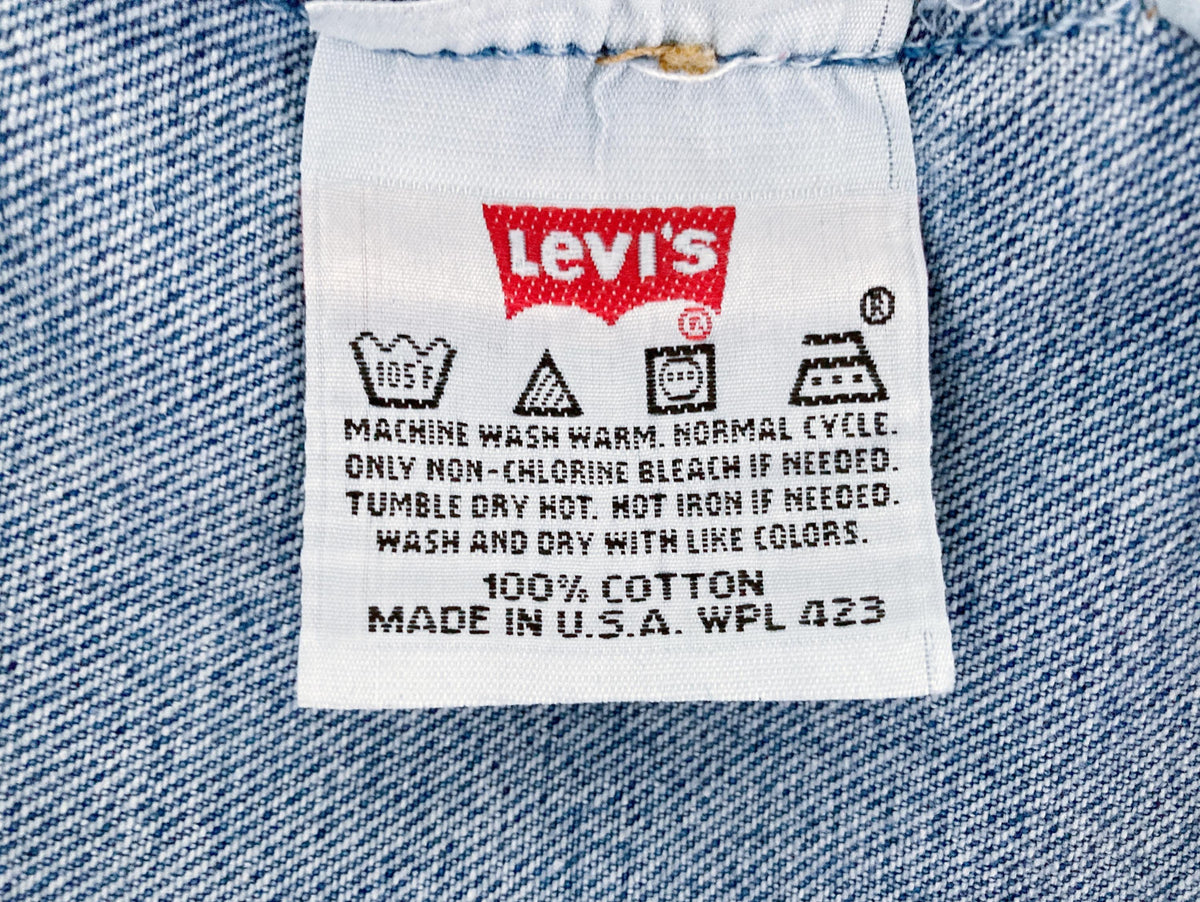 LEVI'S
®
®
105°F
MACHINE WASH WARM. NORMAL CYCLE.
ONLY NON-CHLORINE BLEACH IF NEEDED.
TUMBLE DRY HOT. HOT IRON IF NEEDED.
WASH AND DRY WITH LIKE COLORS.
100% COTTON
MADE IN U.S.A. WPL 423